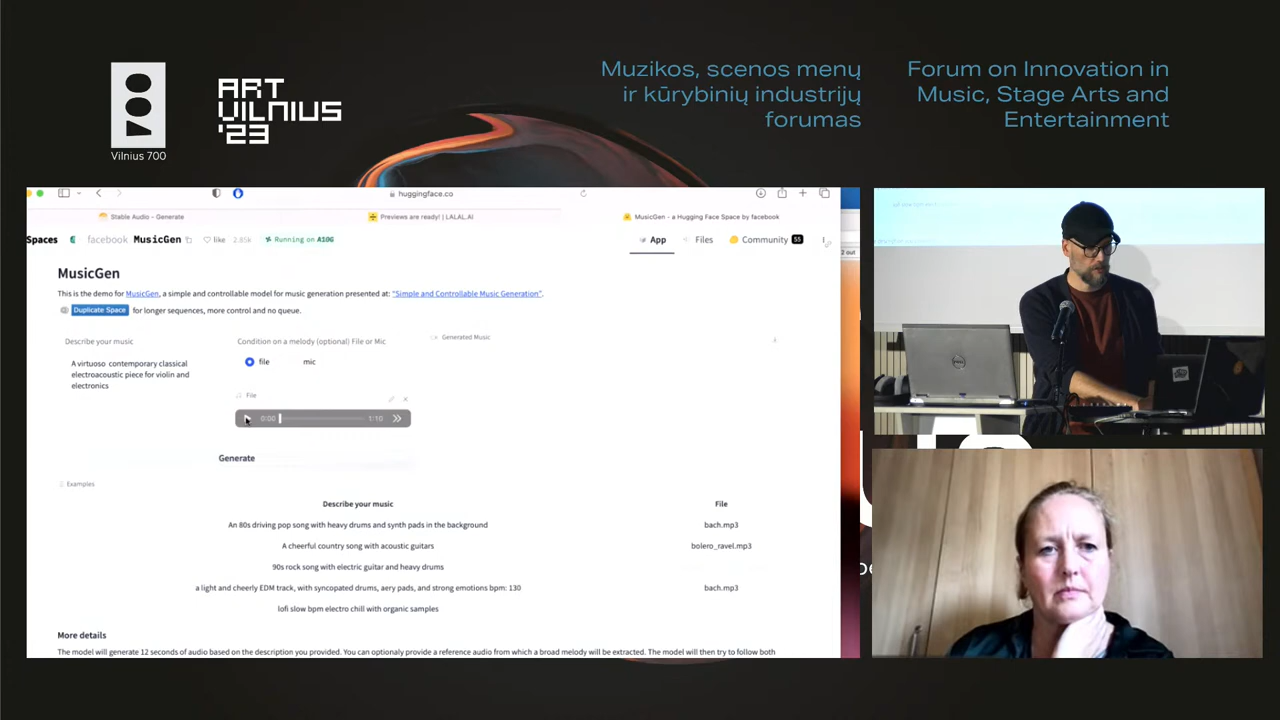 Vilnius 700
ART
VILNIUS
'23
Muzikos, scenos menų
ir kūrybinių industrijų
forumas
Forum on Innovation in
Music, Stage Arts and
Entertainment
huggingface.co
Stable Audio - Generate
Previews are ready! | LALAL.AI
MusicGen - a Hugging Face Space by facebook
Spaces
facebook MusicGen
like 2.85k
Running on A10G
App
Files
Community 55
MusicGen
This is the demo for MusicGen, a simple and controllable model for music generation presented at: "Simple and Controllable Music Generation".
Duplicate Space for longer sequences, more control and no queue.
Describe your music
A virtuoso contemporary classical
electroacoustic piece for violin and
electronics
Condition on a melody (optional) File or Mic
file mic
File
0:00 1:10
Generated Music
Generate
Examples
Describe your music File
An 80s driving pop song with heavy drums and synth pads in the background bach.mp3
A cheerful country song with acoustic guitars bolero_ravel.mp3
90s rock song with electric guitar and heavy drums
a light and cheerly EDM track, with syncopated drums, aery pads, and strong emotions bpm: 130 bach.mp3
lofi slow bpm electro chill with organic samples
More details
The model will generate 12 seconds of audio based on the description you provided. You can optionaly provide a reference audio from which a broad melody will be extracted. The model will then try to follow both
2 out
DELL